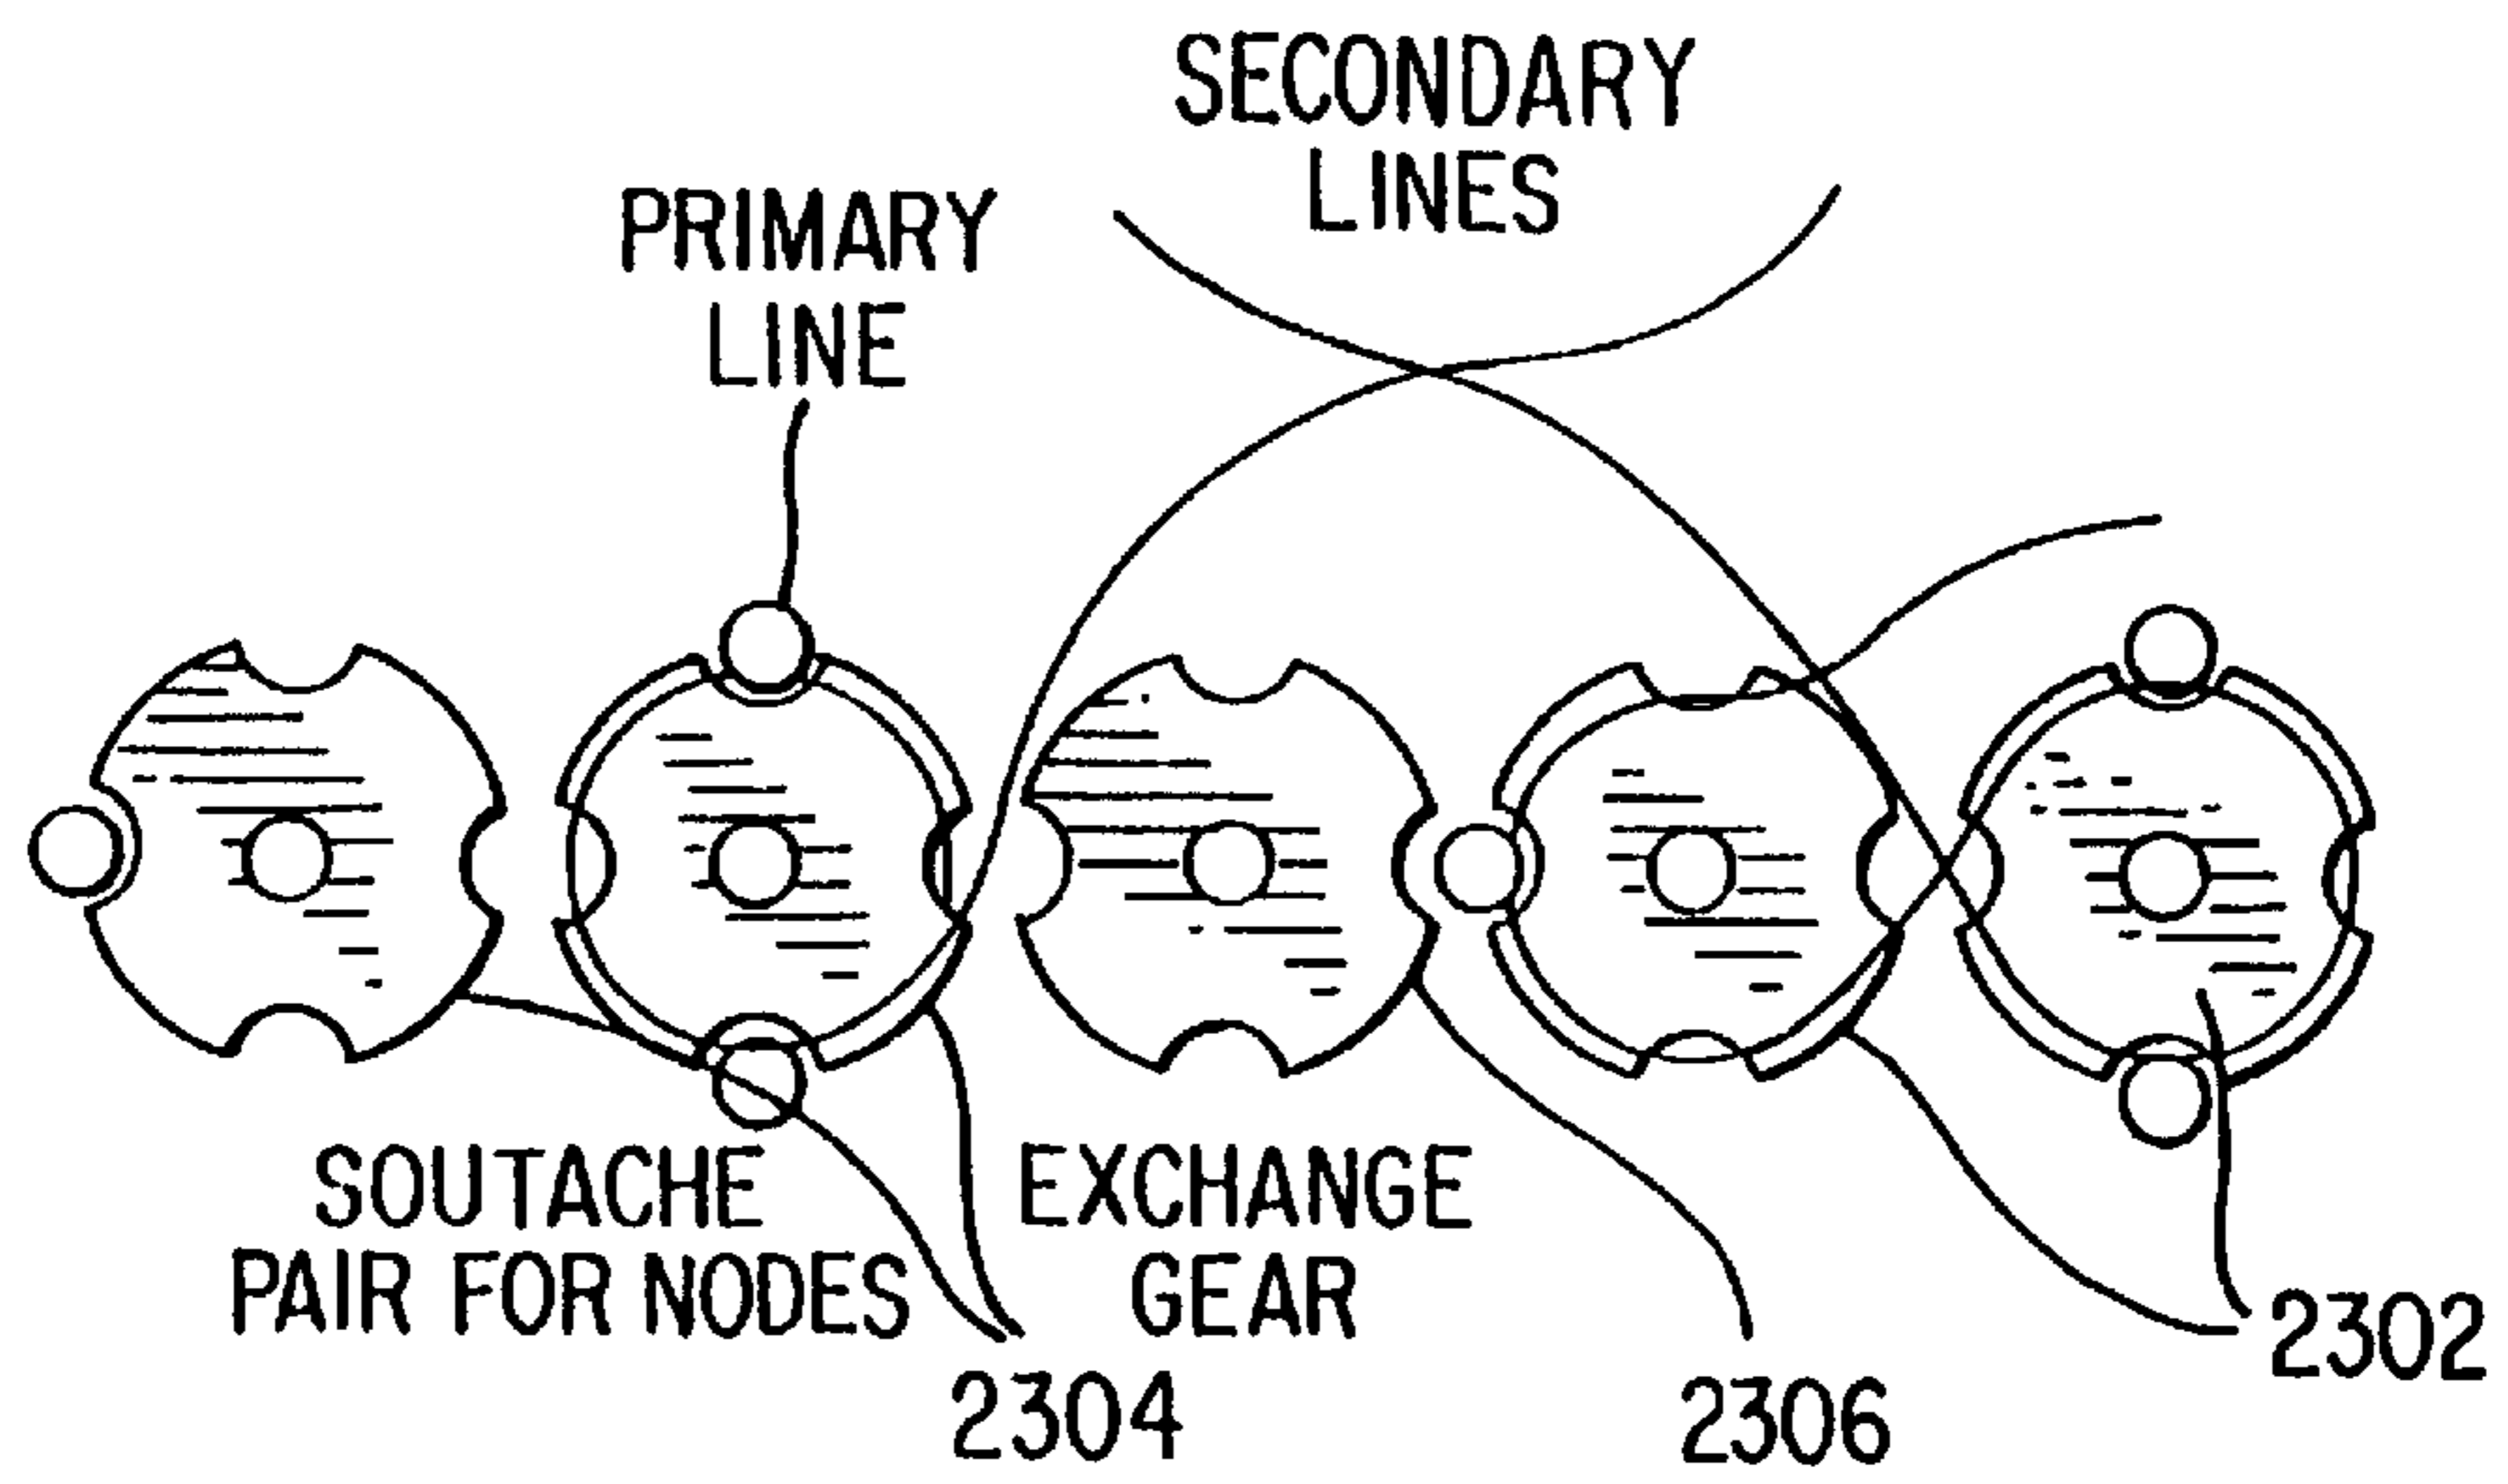 SECONDARY
LINES
PRIMARY
LINE
SOUTACHE
PAIR FOR NODES
EXCHANGE
GEAR
2304
2306
2302